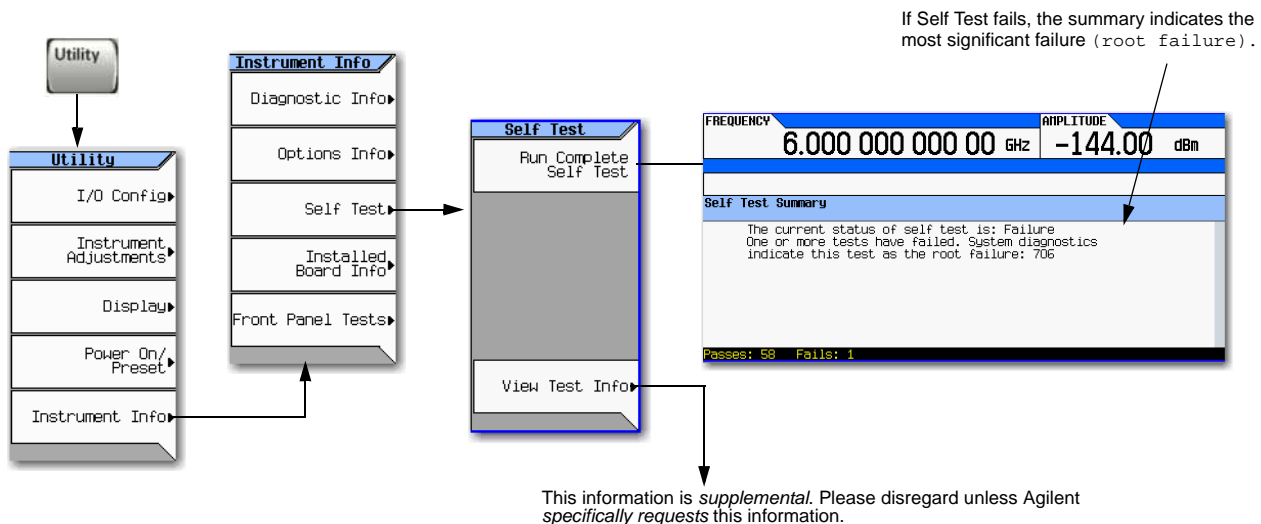 If Self Test fails, the summary indicates the
most significant failure (root failure).
Utility
Utility
I/O Config
Instrument
Adjustments
Display
Power On/
Preset
Instrument Info
Instrument Info
Diagnostic Info
Options Info
Self Test
Installed
Board Info
Front Panel Tests
Self Test
Run Complete
Self Test
View Test Info
FREQUENCY
6.000 000 000 00 GHz
AMPLITUDE
-144.00 dBm
Self Test Summary
The current status of self test is: Failure
One or more tests have failed. System diagnostics
indicate this test as the root failure: 706
Passes: 58 Fails: 1
This information is supplemental. Please disregard unless Agilent
specifically requests this information.